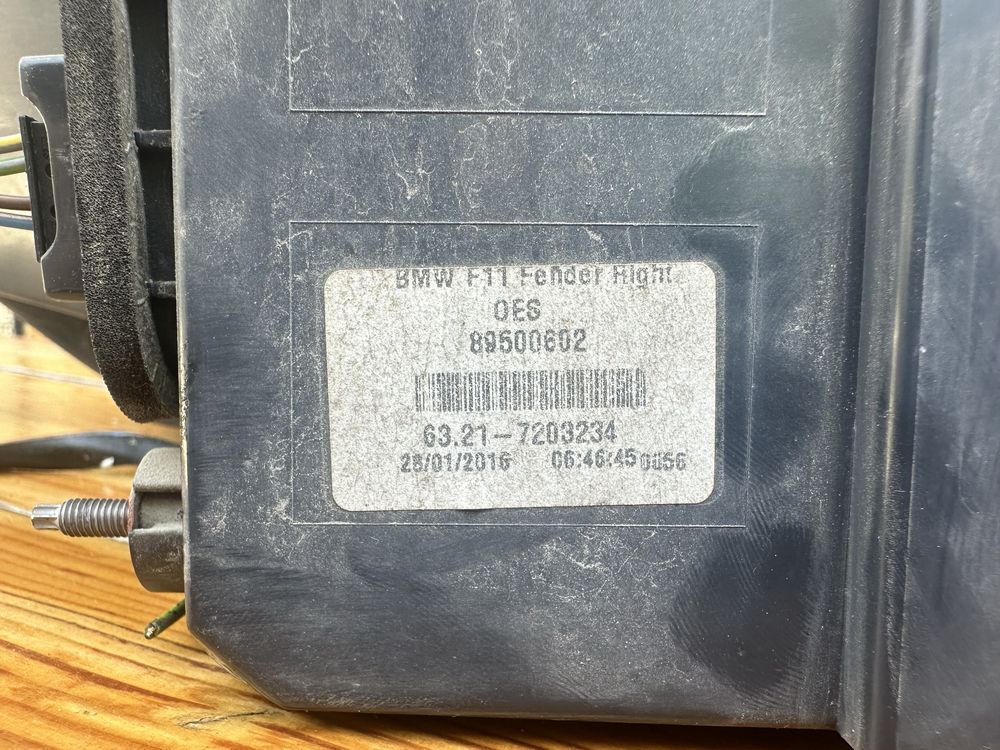 BMW F11 Fender Right
OES
89500602
63.21-7203234
28/01/2016 06:46:45 0056